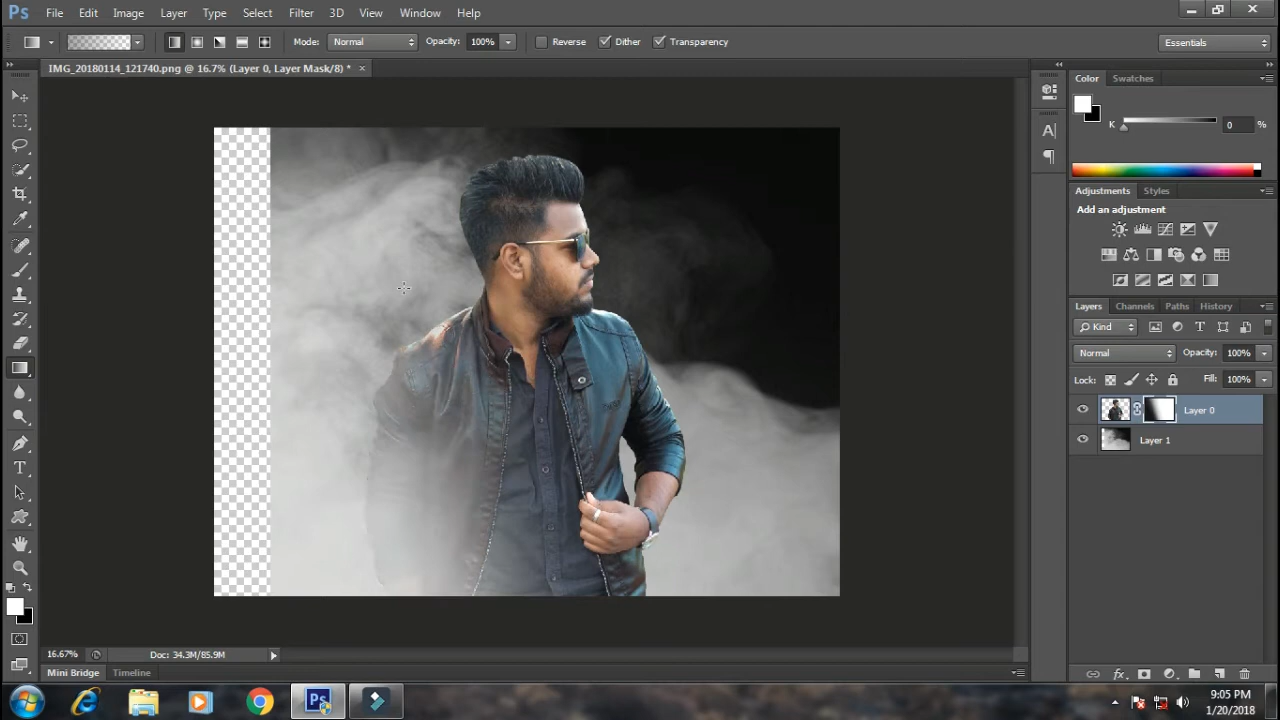 Ps File Edit Image Layer Type Select Filter 3D View Window Help
Mode: Normal Opacity: 100% Reverse Dither Transparency Essentials
IMG_20180114_121740.png @ 16.7% (Layer 0, Layer Mask/8) * ×
Color Swatches
K 0 %
Adjustments Styles
Add an adjustment
Layers Channels Paths History
Kind
Normal Opacity: 100%
Lock: Fill: 100%
Layer 0
Layer 1
16.67% Doc: 34.3M/85.9M
Mini Bridge Timeline
Ps
9:05 PM
1/20/2018